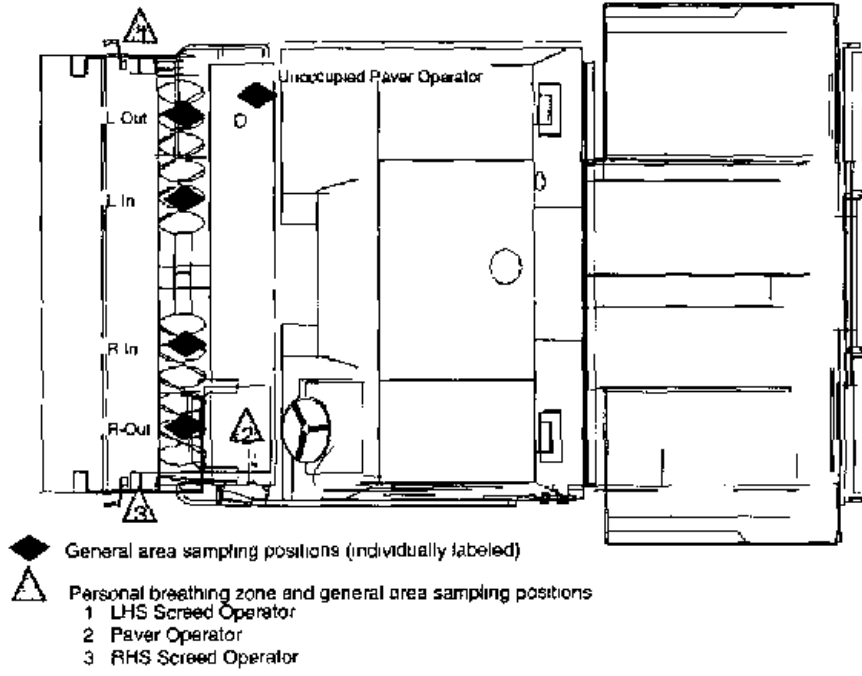 1
Unoccupied Paver Operator
L Out
L In
R In
R-Out
2
3
General area sampling positions (individually labeled)
Personal breathing zone and general area sampling positions
1 LHS Screed Operator
2 Paver Operator
3 RHS Screed Operator